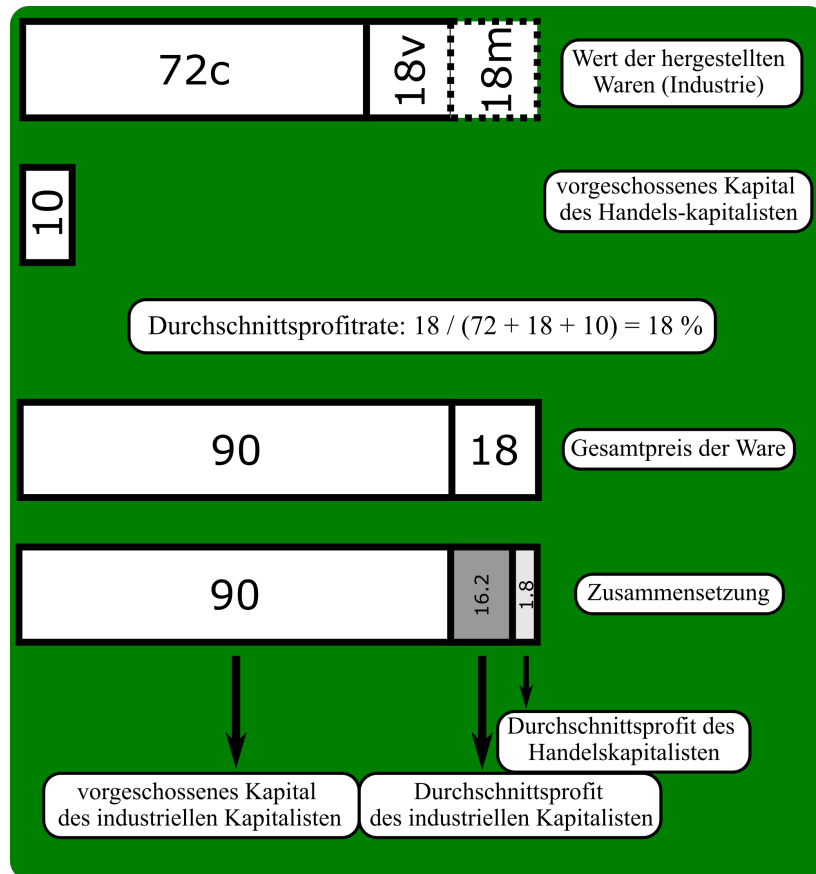 72c
18v
18m
Wert der hergestellten
Waren (Industrie)
10
vorgeschossenes Kapital
des Handels-kapitalisten
Durchschnittsprofitrate: 18 / (72 + 18 + 10) = 18 %
90
18
Gesamtpreis der Ware
90
16.2
1.8
Zusammensetzung
Durchschnittsprofit des
Handelskapitalisten
vorgeschossenes Kapital
des industriellen Kapitalisten
Durchschnittsprofit
des industriellen Kapitalisten